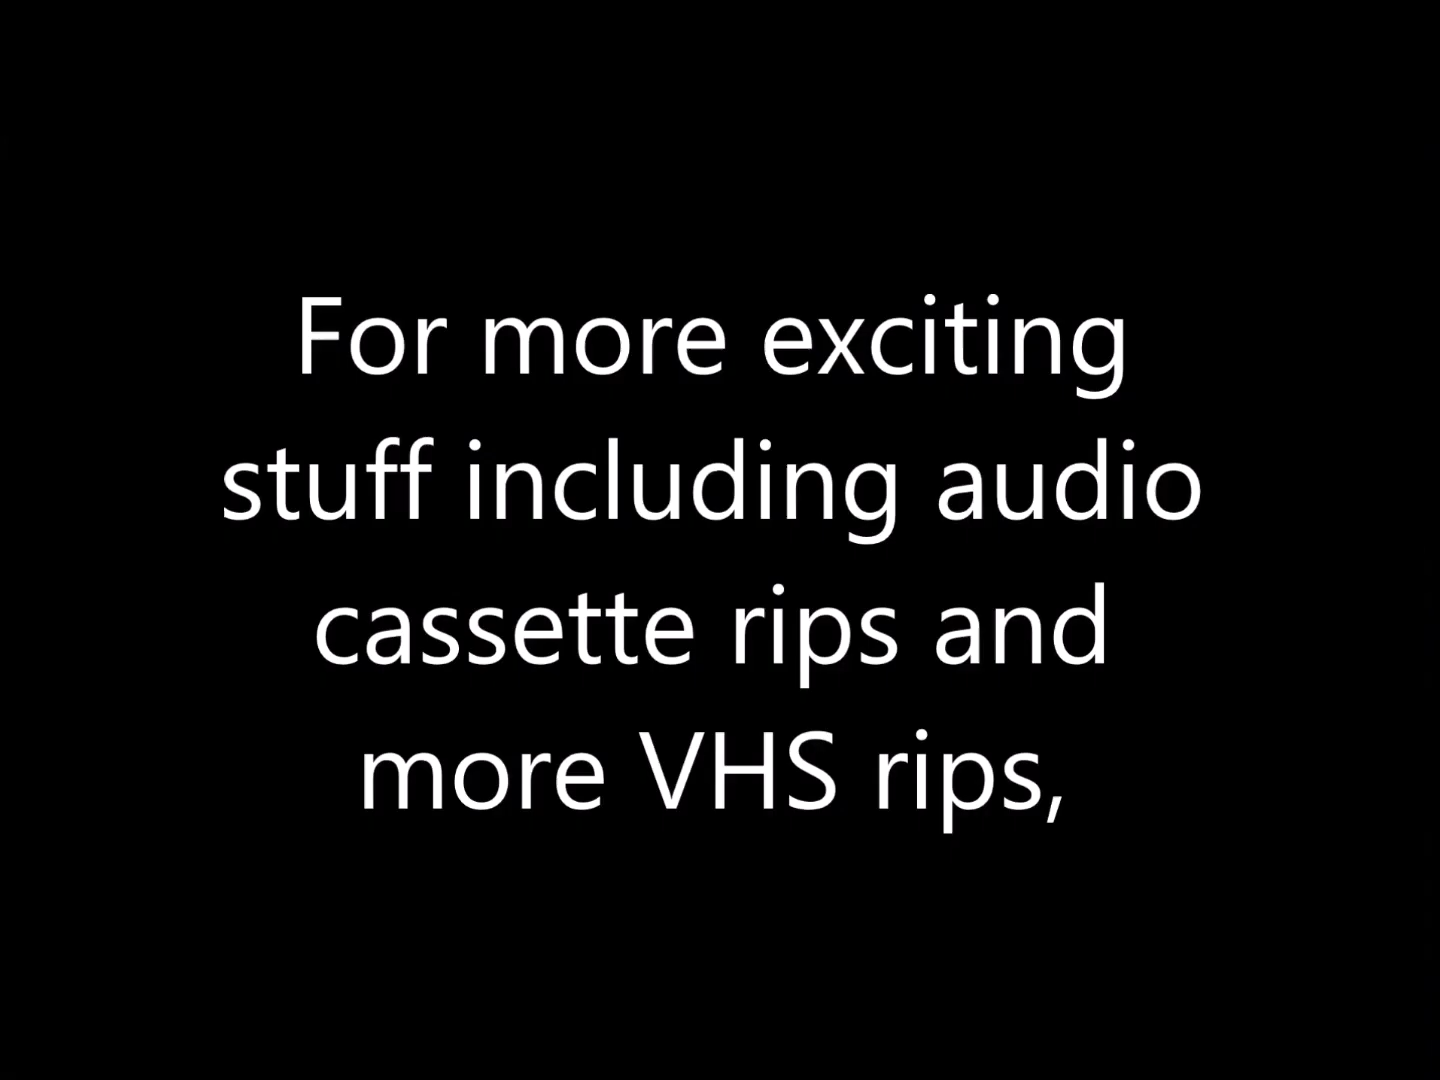 For more exciting
stuff including audio
cassette rips and
more VHS rips,